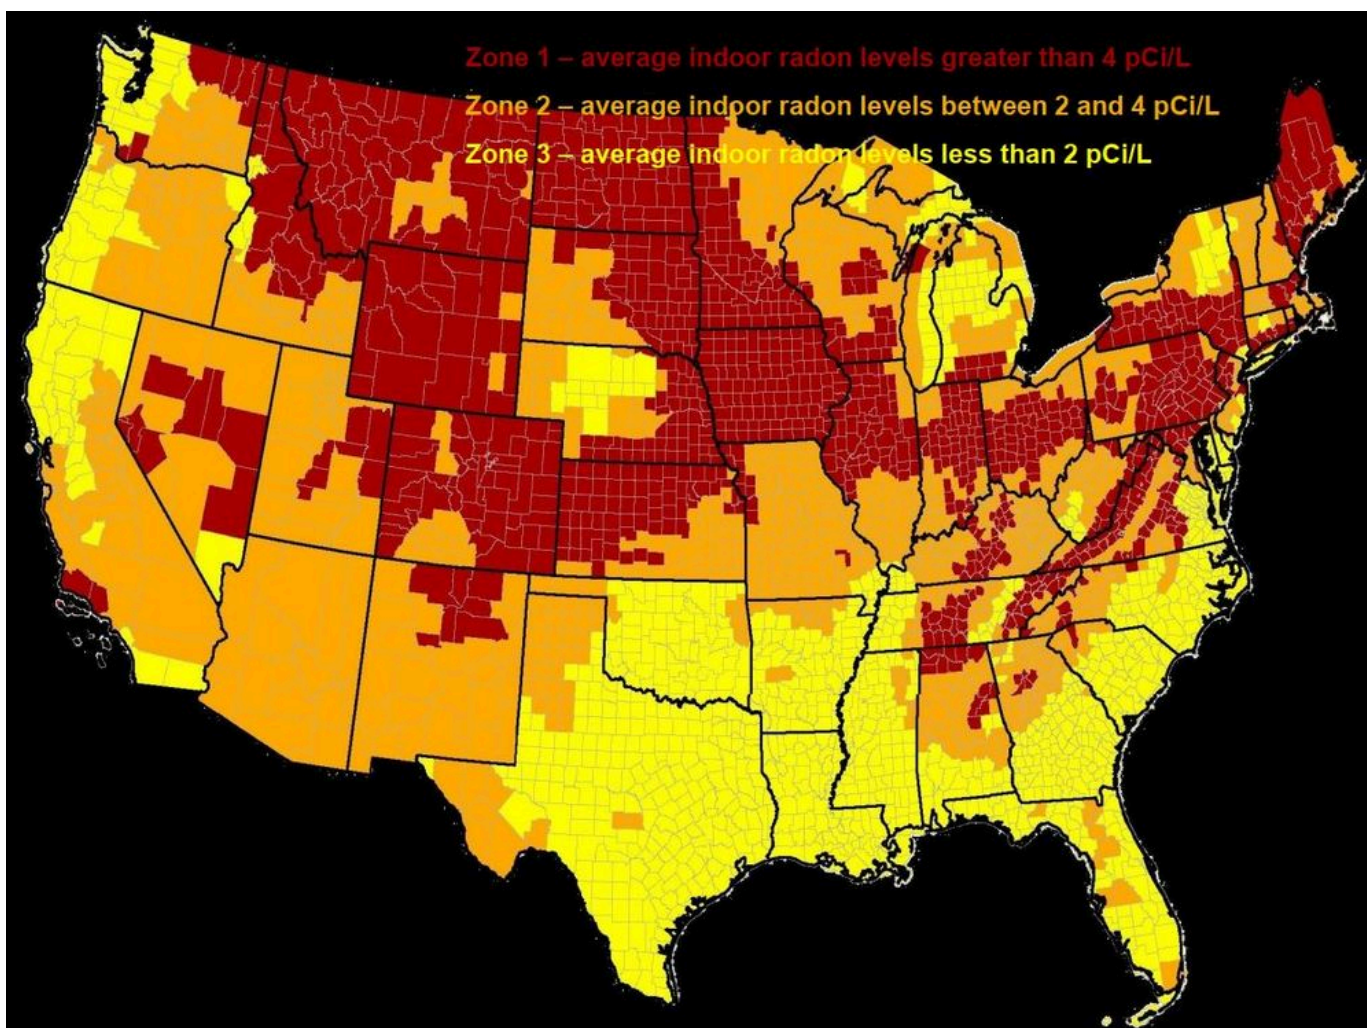 Zone 1 – average indoor radon levels greater than 4 pCi/L
Zone 2 – average indoor radon levels between 2 and 4 pCi/L
Zone 3 – average indoor radon levels less than 2 pCi/L